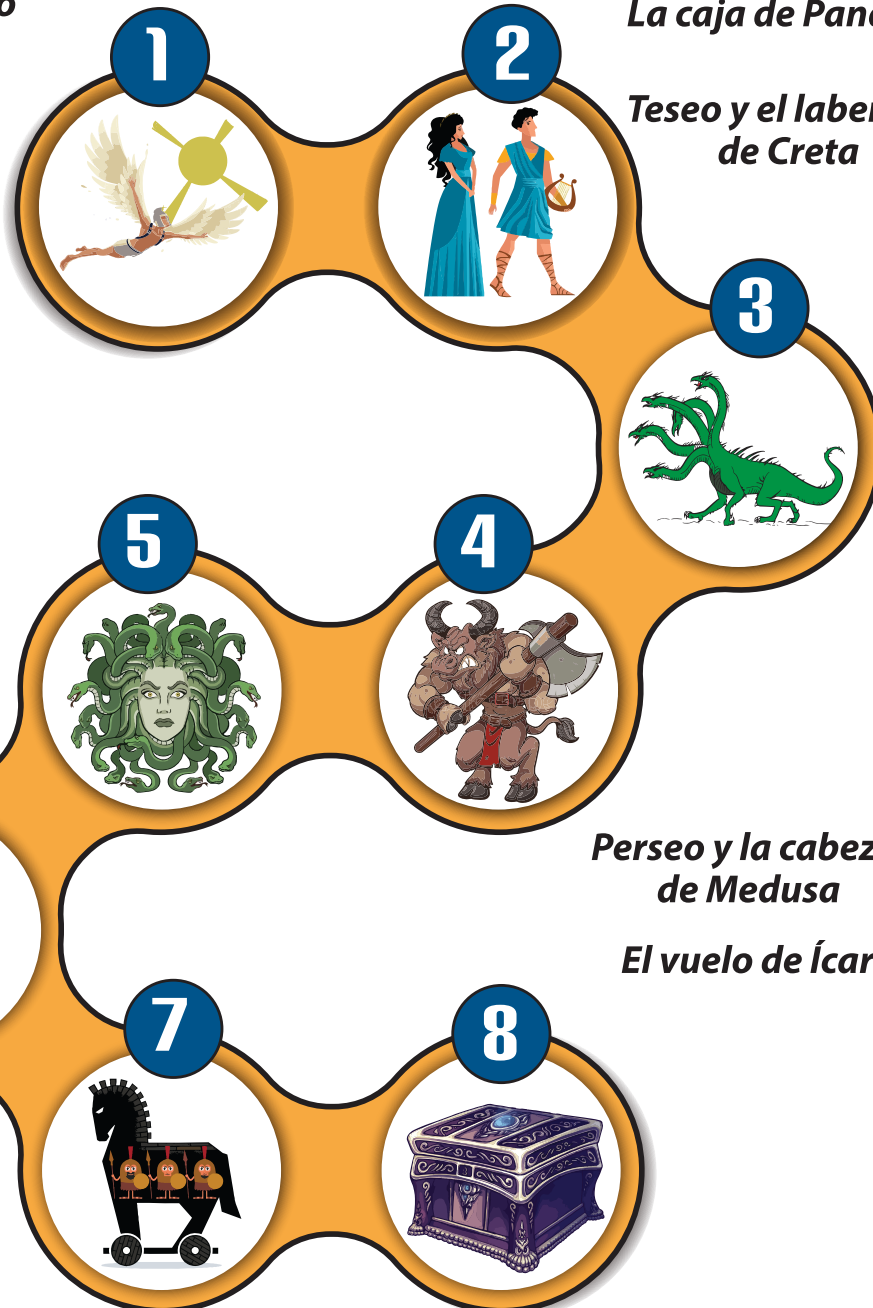 o
La caja de Pan
1
2
Teseo y el labe
de Creta
3
5
4
Perseo y la cabez
de Medusa
El vuelo de Ícar
7
8